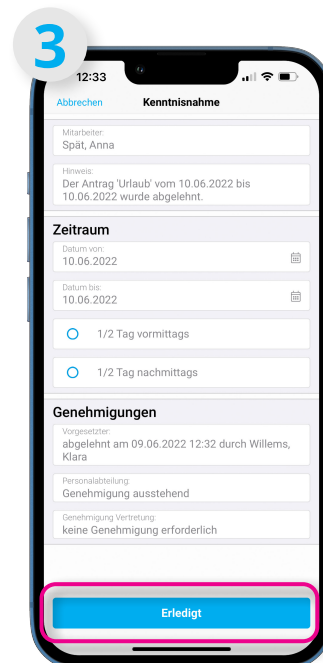 3
12:33
Abbrechen Kenntnisnahme
Mitarbeiter:
Spät, Anna
Hinweis:
Der Antrag 'Urlaub' vom 10.06.2022 bis
10.06.2022 wurde abgelehnt.
Zeitraum
Datum von:
10.06.2022
Datum bis:
10.06.2022
1/2 Tag vormittags
1/2 Tag nachmittags
Genehmigungen
Vorgesetzter:
abgelehnt am 09.06.2022 12:32 durch Willems,
Klara
Personalabteilung:
Genehmigung ausstehend
Genehmigung Vertretung:
keine Genehmigung erforderlich
Erledigt